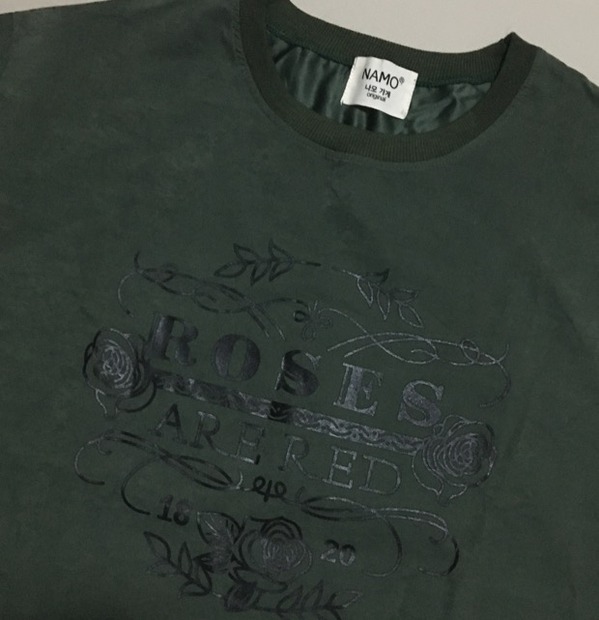 NAMO®
나모 가게
original
ROSES
ARE RED
18 20